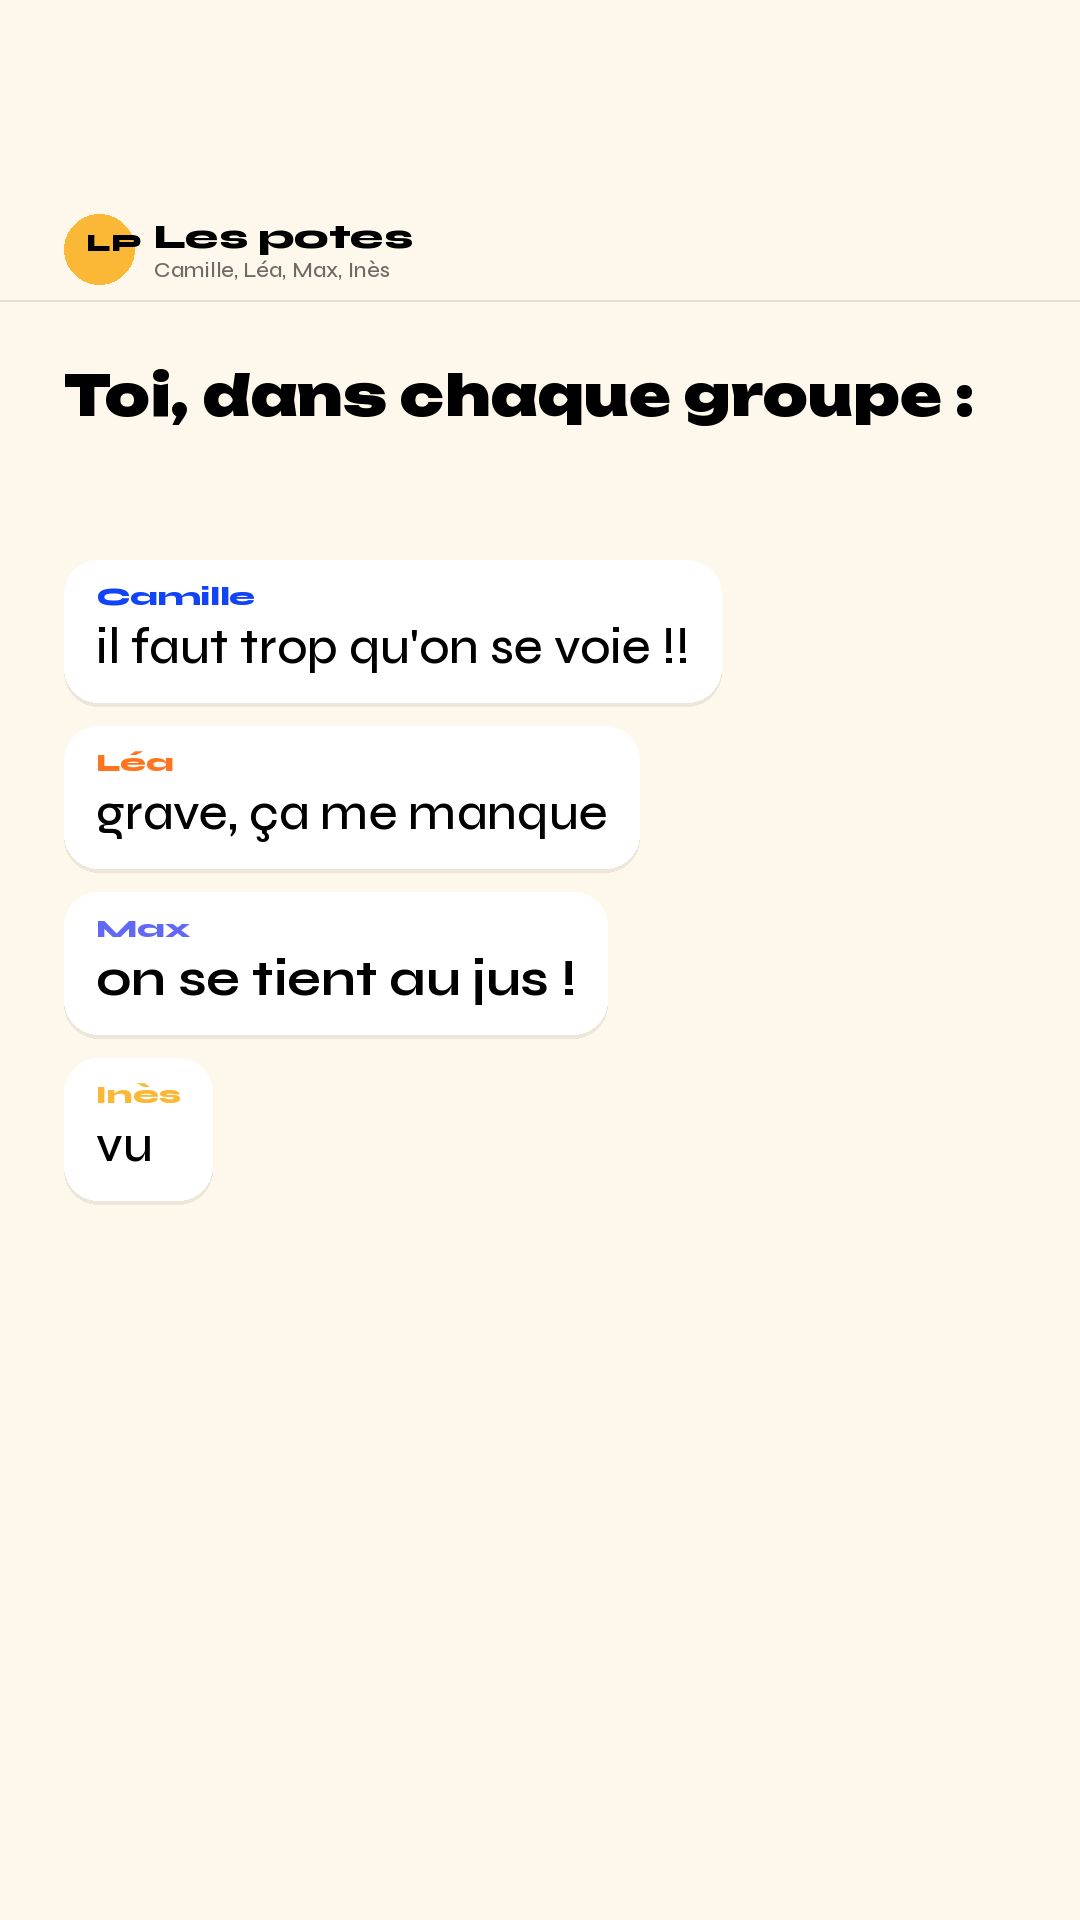 LP
Les potes
Camille, Léa, Max, Inès
Toi, dans chaque groupe :
Camille
il faut trop qu'on se voie !!
Léa
grave, ça me manque
Max
on se tient au jus !
Inès
vu